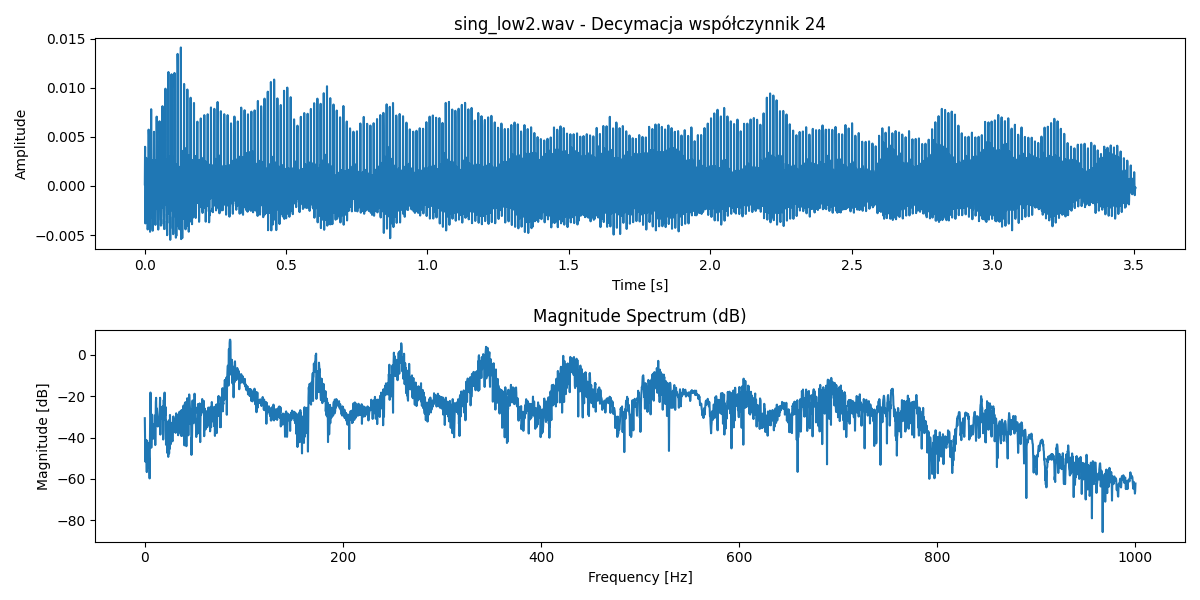 sing_low2.wav - Decymacja współczynnik 24
0.015
0.010
0.005
0.000
−0.005
Amplitude
0.0 0.5 1.0 1.5 2.0 2.5 3.0 3.5
Time [s]
Magnitude Spectrum (dB)
0
−20
−40
−60
−80
Magnitude [dB]
0 200 400 600 800 1000
Frequency [Hz]